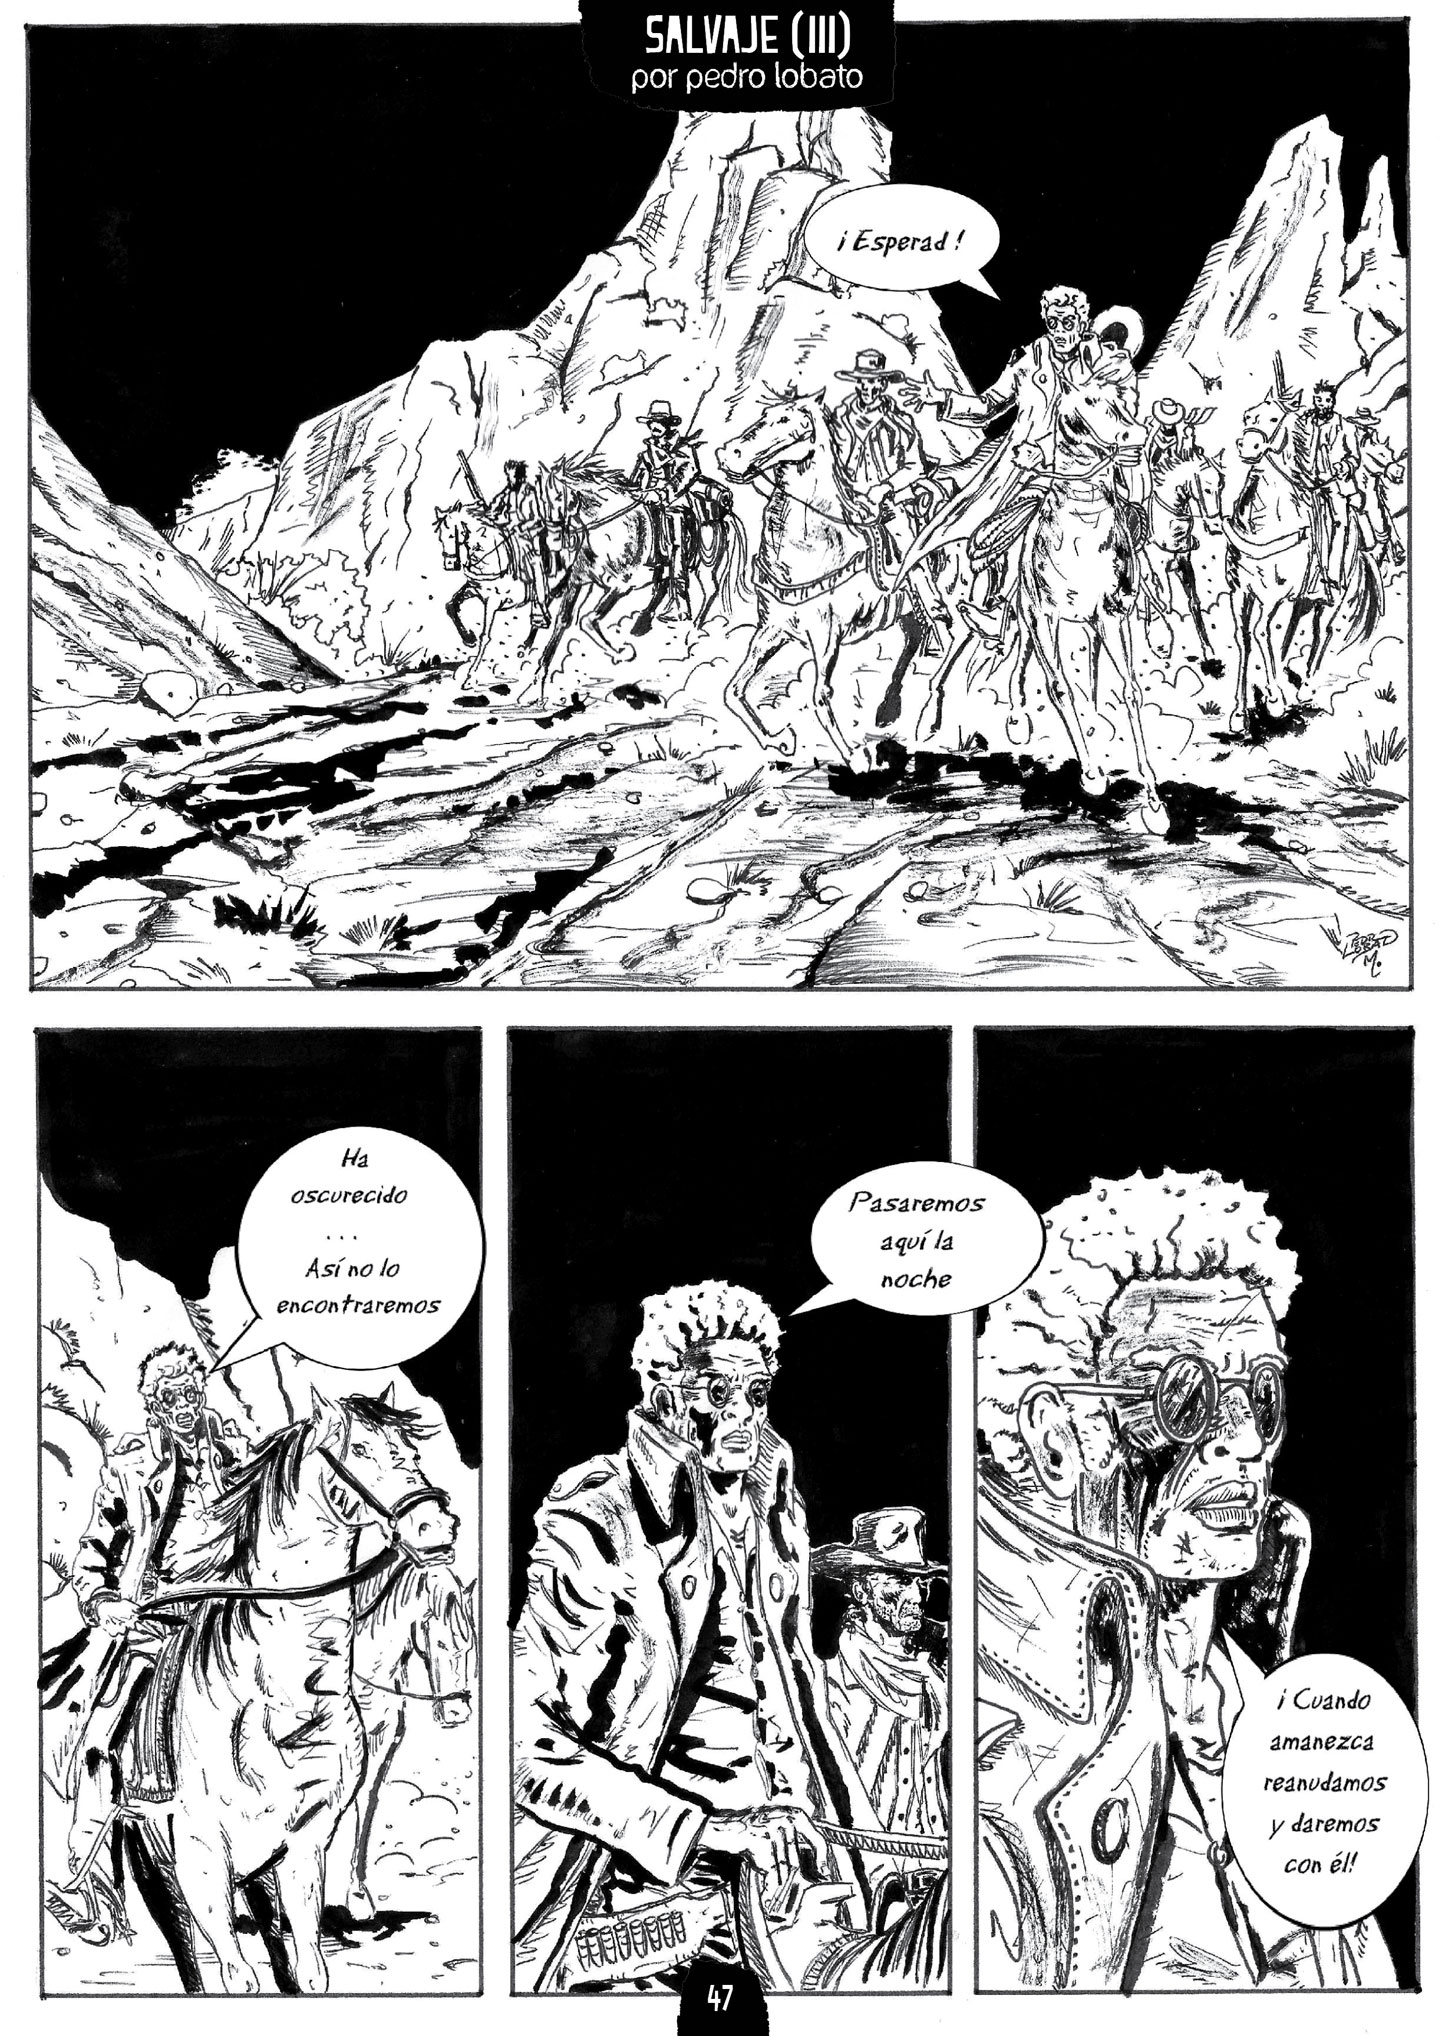 SALVAJE (III)
por pedro lobato
¡Esperad!
Ha
oscurecido
...
Así no lo
encontraremos
Pasaremos
aquí la
noche
¡Cuando
amanezca
reanudamos
y daremos
con él!
47